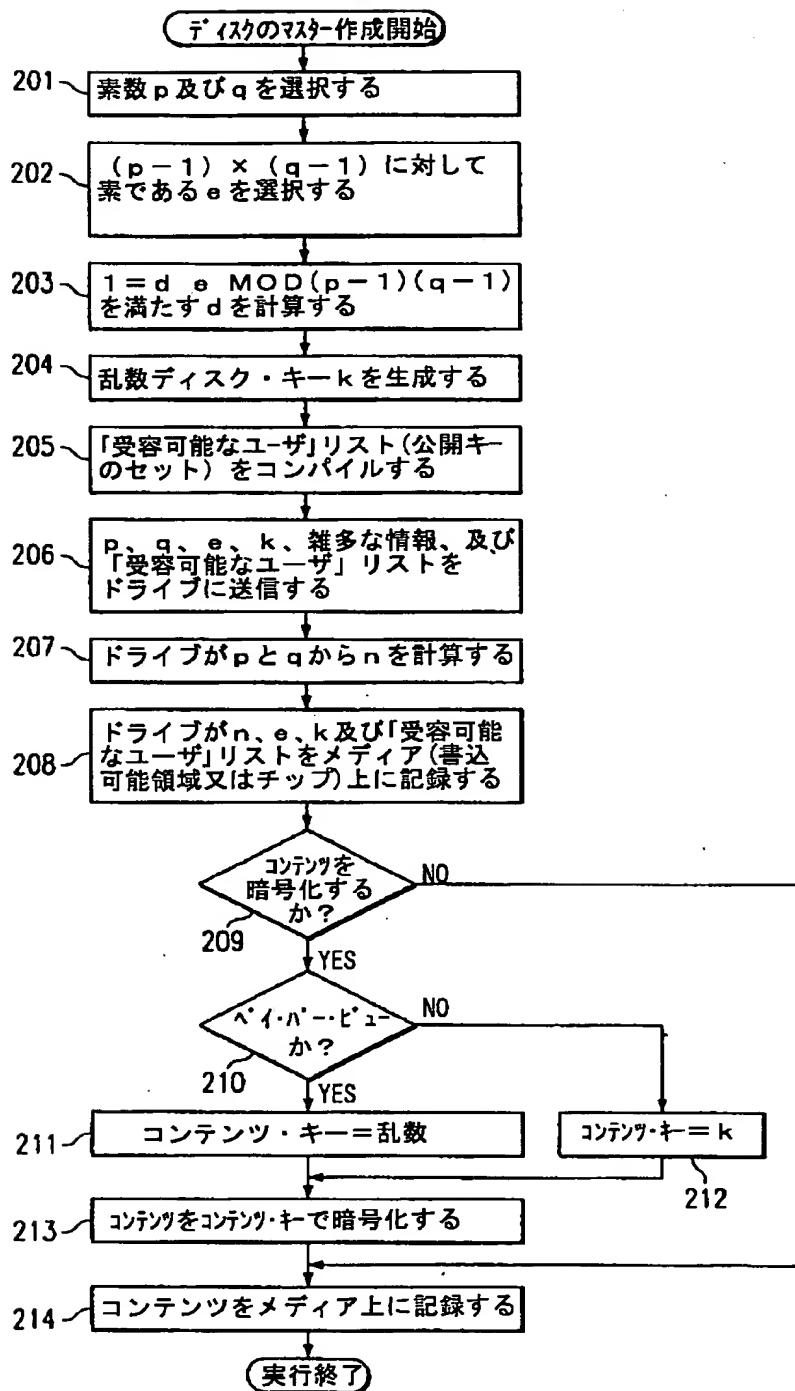 ディスクのマスター作成開始
201
素数p及びqを選択する
202
(p-1)×(q-1)に対して
素であるeを選択する
203
1=d e MOD(p-1)(q-1)
を満たすdを計算する
204
乱数ディスク・キーkを生成する
205
「受容可能なユーザ」リスト(公開キー
のセット)をコンパイルする
206
p、q、e、k、雑多な情報、及び
「受容可能なユーザ」リストを
ドライブに送信する
207
ドライブがpとqからnを計算する
208
ドライブがn、e、k及び「受容可能
なユーザ」リストをメディア(書込
可能領域又はチップ)上に記録する
コンテンツを
暗号化する
か?
209
NO
YES
ペイ・パー・ビュー
か?
210
NO
YES
211
コンテンツ・キー=乱数
コンテンツ・キー=k
212
213
コンテンツをコンテンツ・キーで暗号化する
214
コンテンツをメディア上に記録する
実行終了